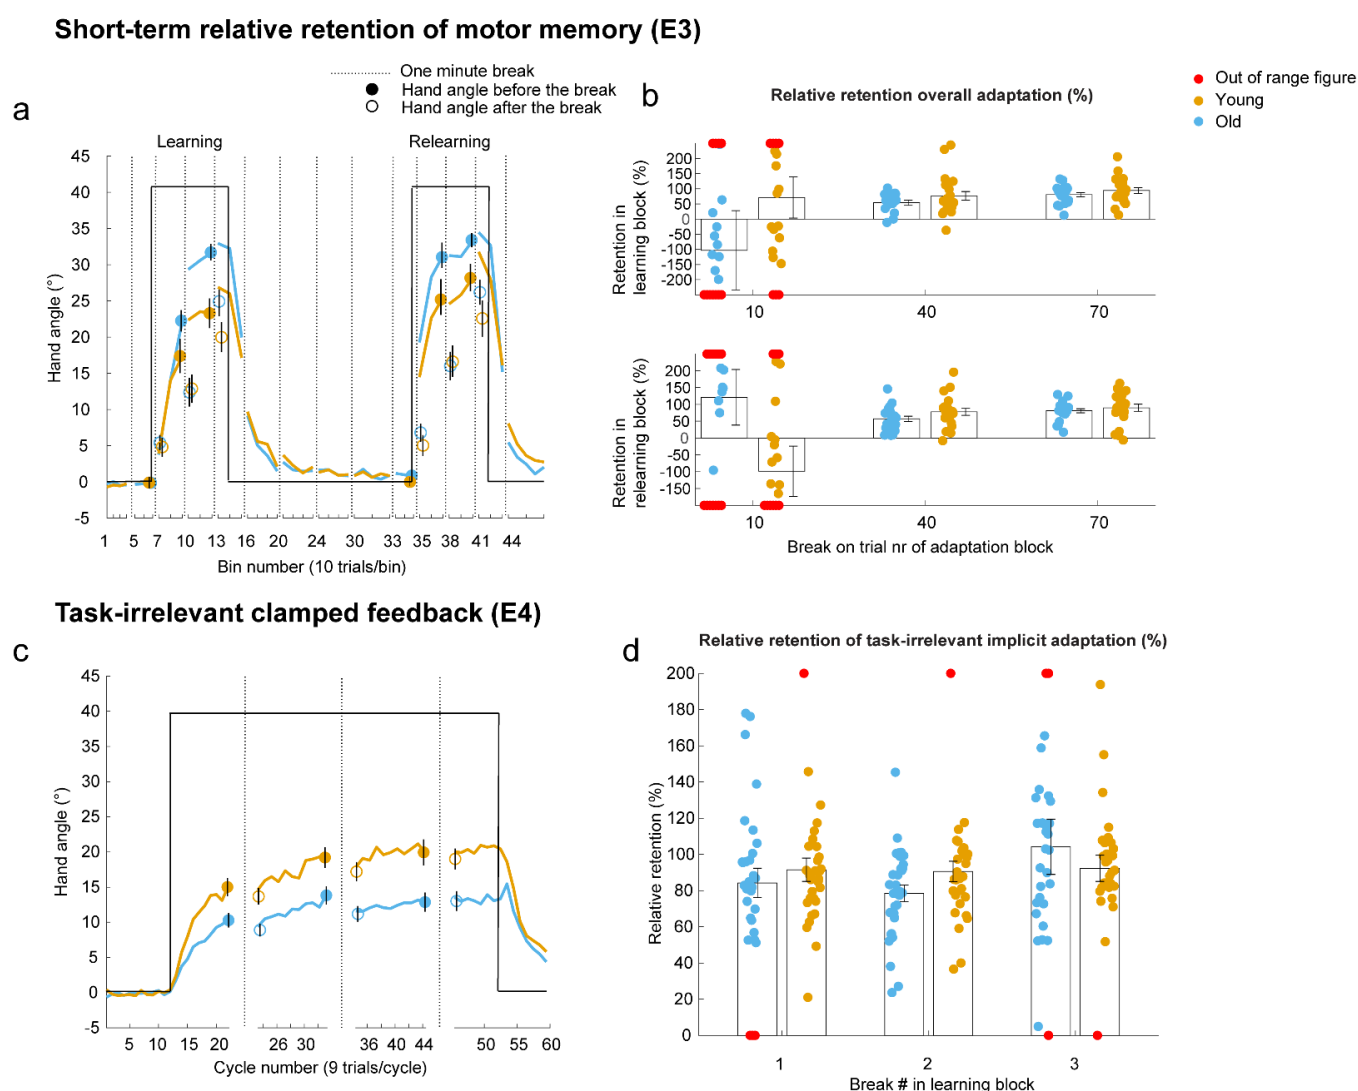 Short-term relative retention of motor memory (E3)
One minute break
Hand angle before the break
Hand angle after the break
Out of range figure
Young
Old
a
Learning
Relearning
45
40
35
30
25
20
15
10
5
0
-5
Hand angle (°)
1 5 7 10 13 16 20 24 30 33 35 38 41 44
Bin number (10 trials/bin)
b
Relative retention overall adaptation (%)
Retention in
learning block (%)
200
150
100
50
0
-50
-100
-150
-200
10 40 70
Retention in
relearning block (%)
200
150
100
50
0
-50
-100
-150
10 40 70
Break on trial nr of adaptation block
Task-irrelevant clamped feedback (E4)
c
45
40
35
30
25
20
15
10
5
0
-5
Hand angle (°)
5 10 15 20 26 30 36 40 44 50 55 60
Cycle number (9 trials/cycle)
d
Relative retention of task-irrelevant implicit adaptation (%)
200
180
160
140
120
100
80
60
40
20
0
Relative retention (%)
1 2 3
Break # in learning block